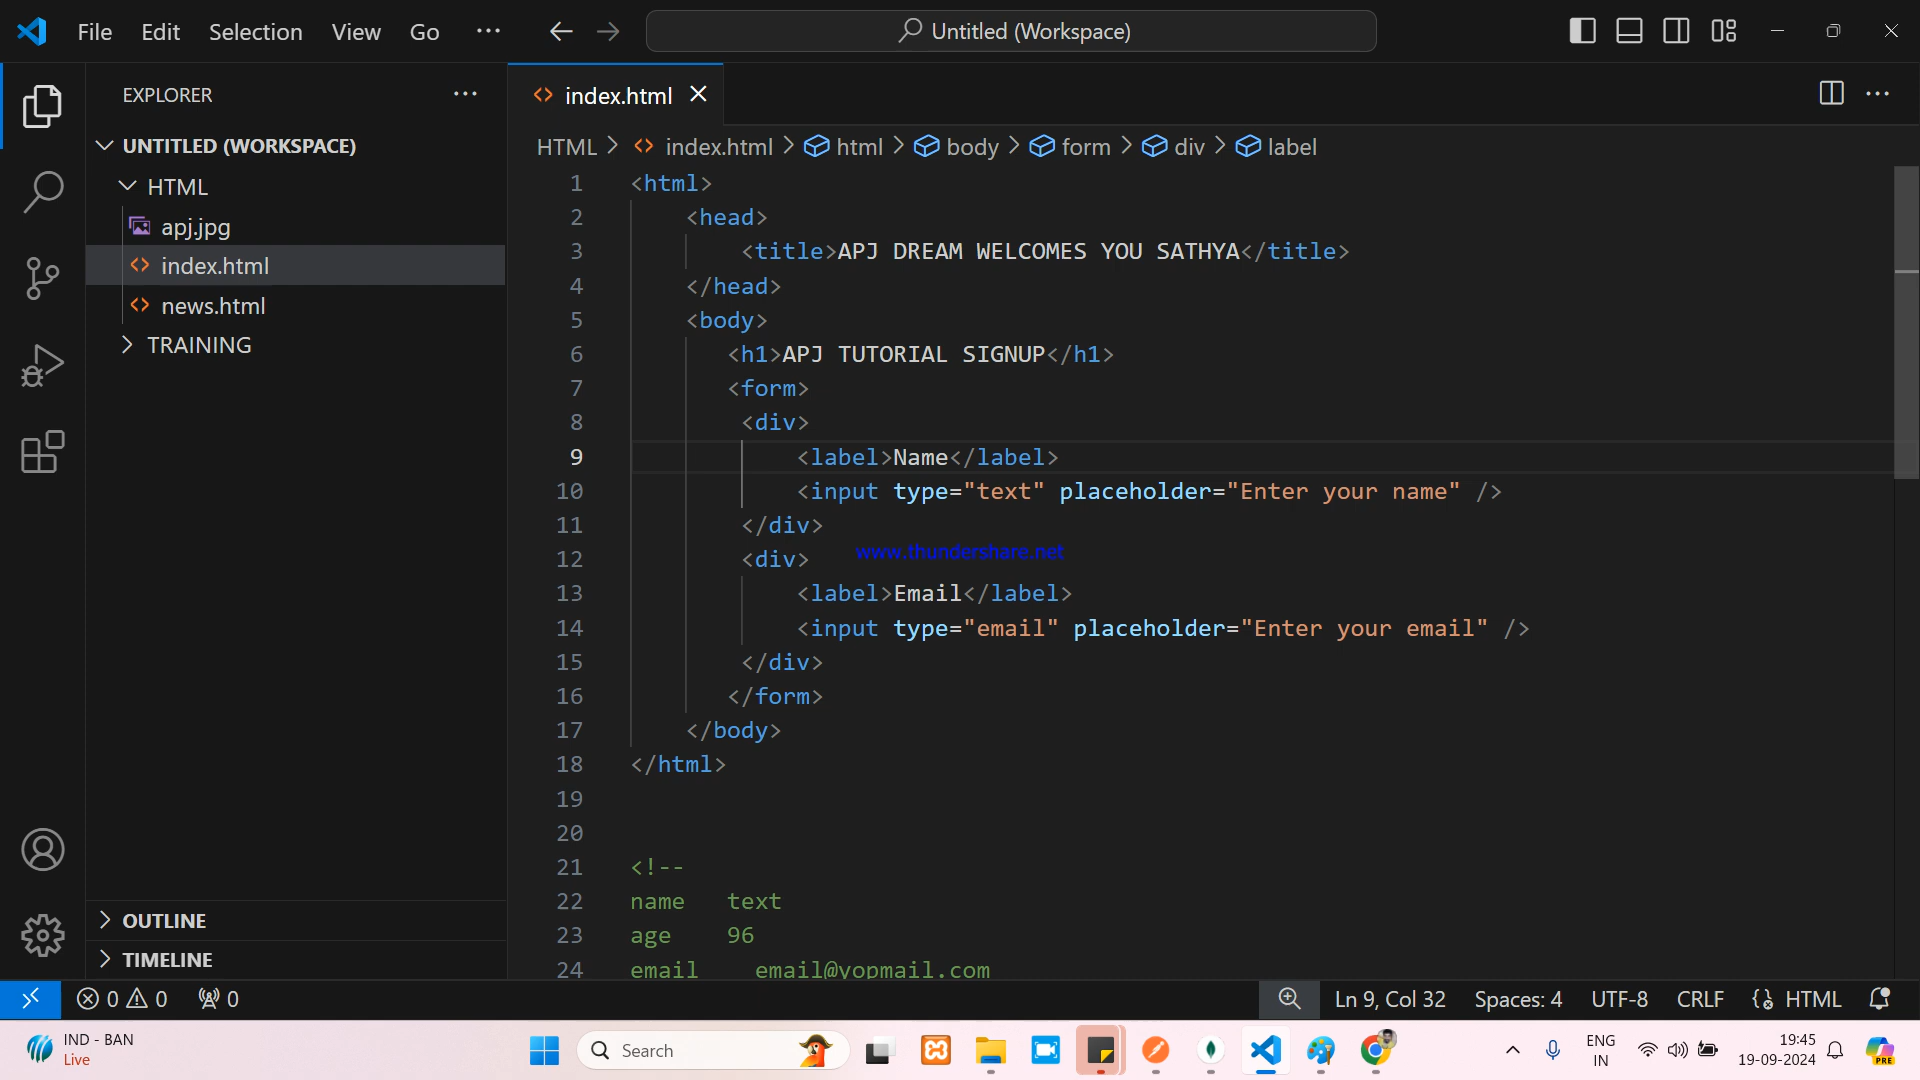 File Edit Selection View Go ··· Untitled (Workspace)
EXPLORER ···
UNTITLED (WORKSPACE)
HTML
apj.jpg
index.html
news.html
TRAINING
OUTLINE
TIMELINE
index.html
HTML > index.html > html > body > form > div > label
1 <html>
2 <head>
3 <title>APJ DREAM WELCOMES YOU SATHYA</title>
4 </head>
5 <body>
6 <h1>APJ TUTORIAL SIGNUP</h1>
7 <form>
8 <div>
9 <label>Name</label>
10 <input type="text" placeholder="Enter your name" />
11 </div>
www.thundershare.net
12 <div>
13 <label>Email</label>
14 <input type="email" placeholder="Enter your email" />
15 </div>
16 </form>
17 </body>
18 </html>
19
20
21 <!--
22 name text
23 age 96
24 email email@yopmail.com
0 0 0 Ln 9, Col 32 Spaces: 4 UTF-8 CRLF HTML
IND - BAN
Live
Search
ENG
IN
19:45
19-09-2024
PRE